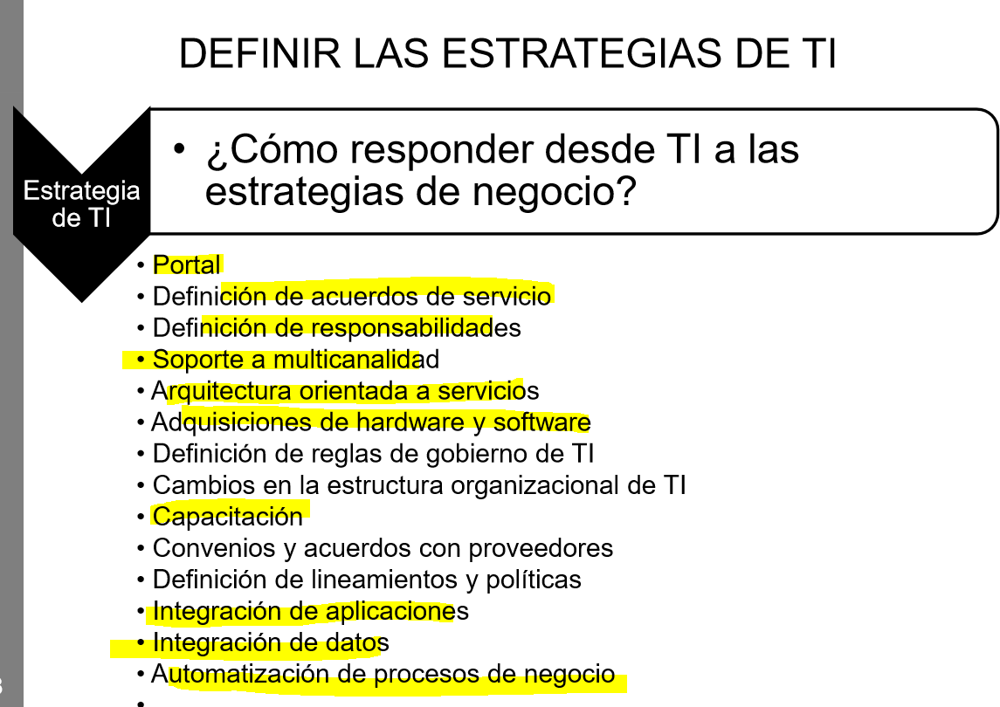 DEFINIR LAS ESTRATEGIAS DE TI
• ¿Cómo responder desde TI a las
estrategias de negocio?
Estrategia
de TI
• Portal
• Definición de acuerdos de servicio
• Definición de responsabilidades
• Soporte a multicanalidad
• Arquitectura orientada a servicios
• Adquisiciones de hardware y software
• Definición de reglas de gobierno de TI
• Cambios en la estructura organizacional de TI
• Capacitación
• Convenios y acuerdos con proveedores
• Definición de lineamientos y políticas
• Integración de aplicaciones
• Integración de datos
• Automatización de procesos de negocio
•